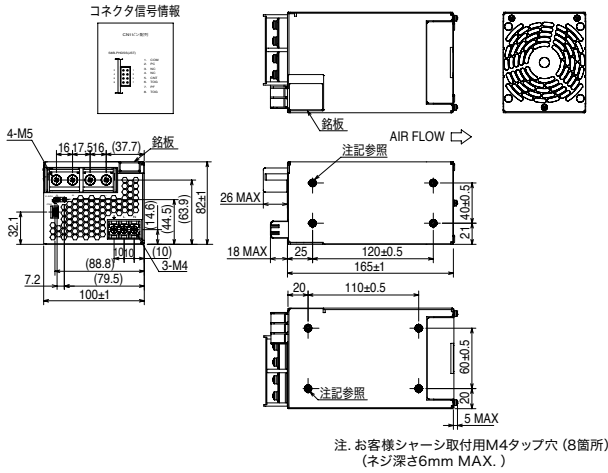 コネクタ信号情報
銘板
AIR FLOW
4-M5
16 17.5 16 (37.7)
銘板
32.1
(14.6)
(44.5)
(63.9)
82±1
10 10 (10)
3-M4
(88.8)
7.2 (79.5)
100±1
注記参照
26 MAX
18 MAX 25 120±0.5
165±1
40±0.5
21
20 110±0.5
60±0.5
20
注記参照
5 MAX
注. お客様シャーシ取付用M4タップ穴 (8箇所)
(ネジ深さ6mm MAX. )